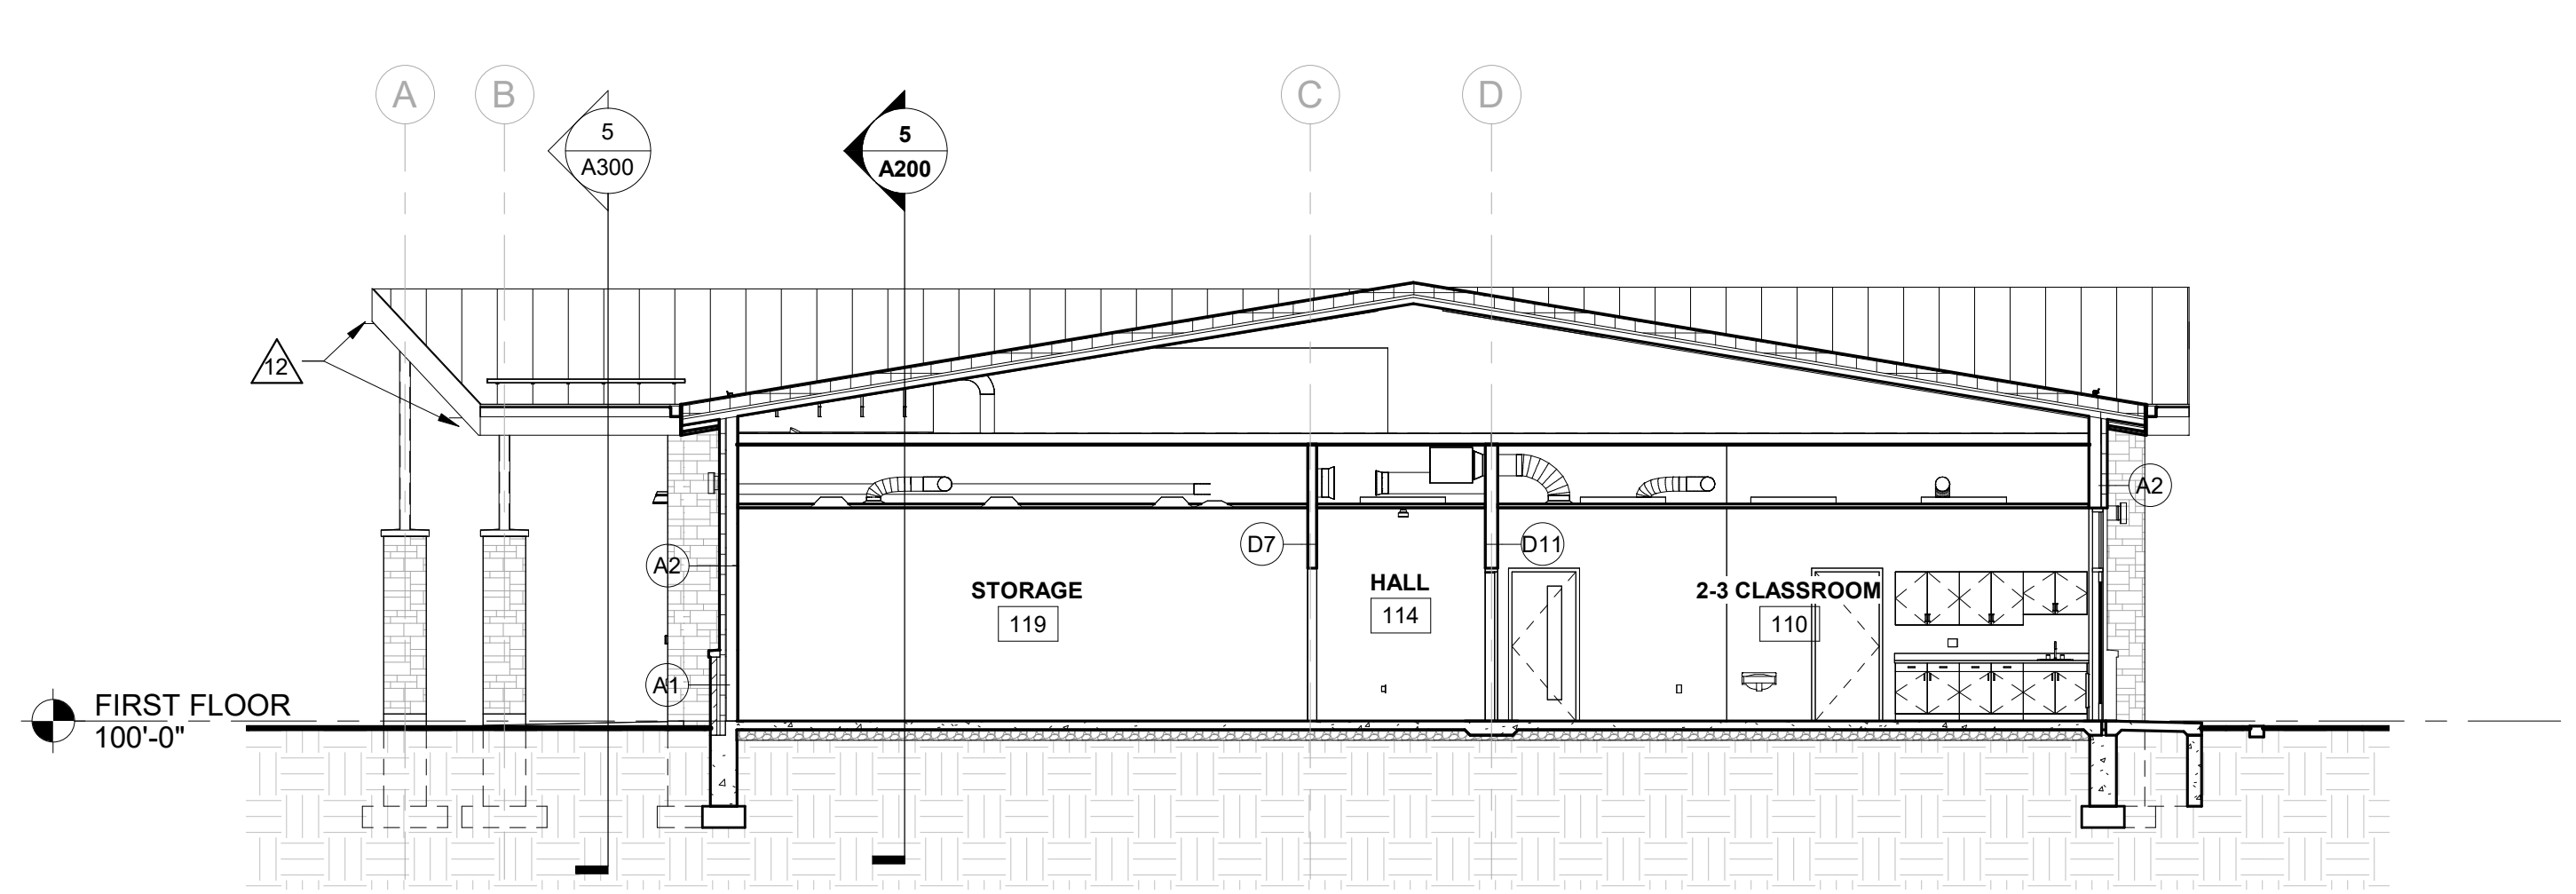 A
B
C
D
5
A300
5
A200
12
A2
D7
D11
A2
STORAGE
119
HALL
114
2-3 CLASSROOM
110
A1
FIRST FLOOR
100'-0"